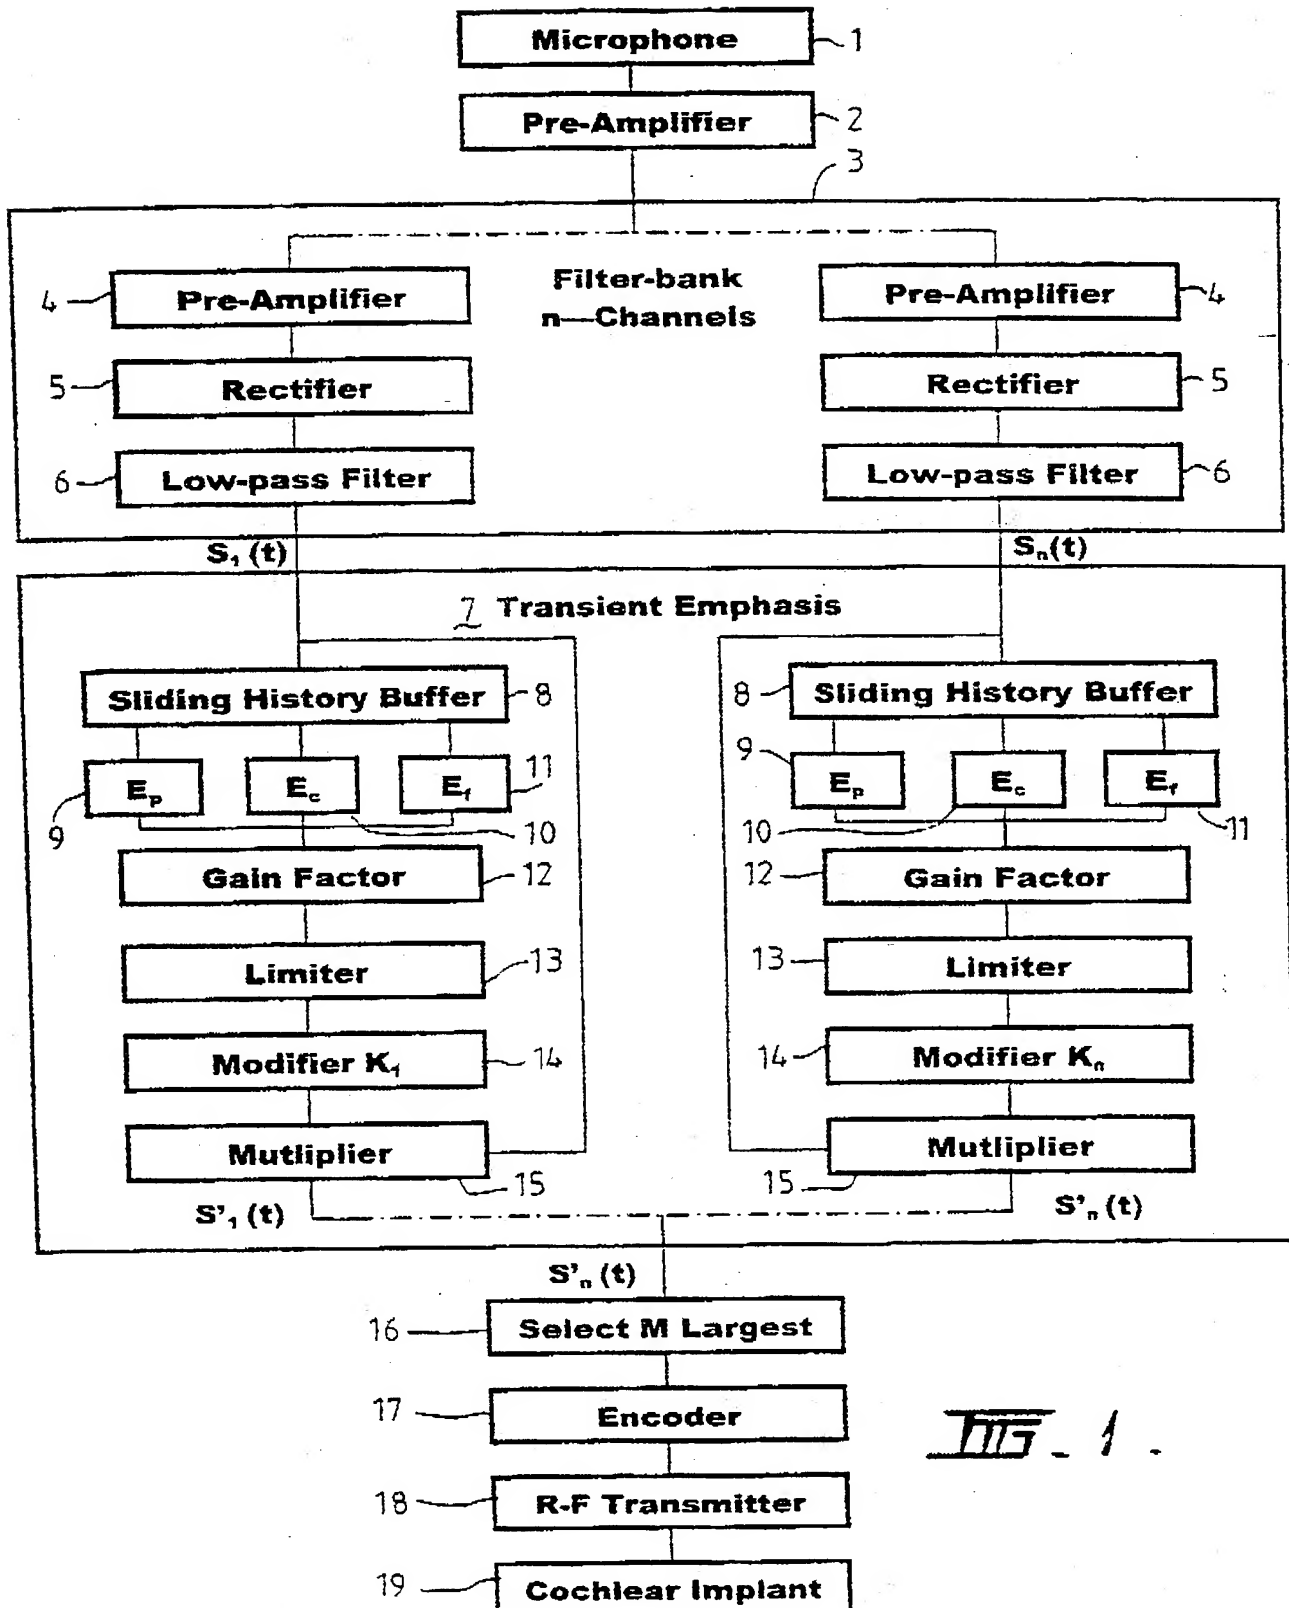 Microphone 1
Pre-Amplifier 2
3
4 Pre-Amplifier Filter-bank Pre-Amplifier 4
n—Channels
5 Rectifier Rectifier 5
6 Low-pass Filter Low-pass Filter 6
S₁ (t) Sₙ(t)
7 Transient Emphasis
Sliding History Buffer 8 8 Sliding History Buffer
9 Eₚ E꜀ 10 E_f 11 9 Eₚ 10 E꜀ E_f 11
Gain Factor 12 12 Gain Factor
Limiter 13 13 Limiter
Modifier K₁ 14 14 Modifier Kₙ
Mutliplier 15 15 Mutliplier
S'₁ (t) S'ₙ (t)
S'ₙ (t)
16 Select M Largest
17 Encoder
FIG - 1 -
18 R-F Transmitter
19 Cochlear Implant